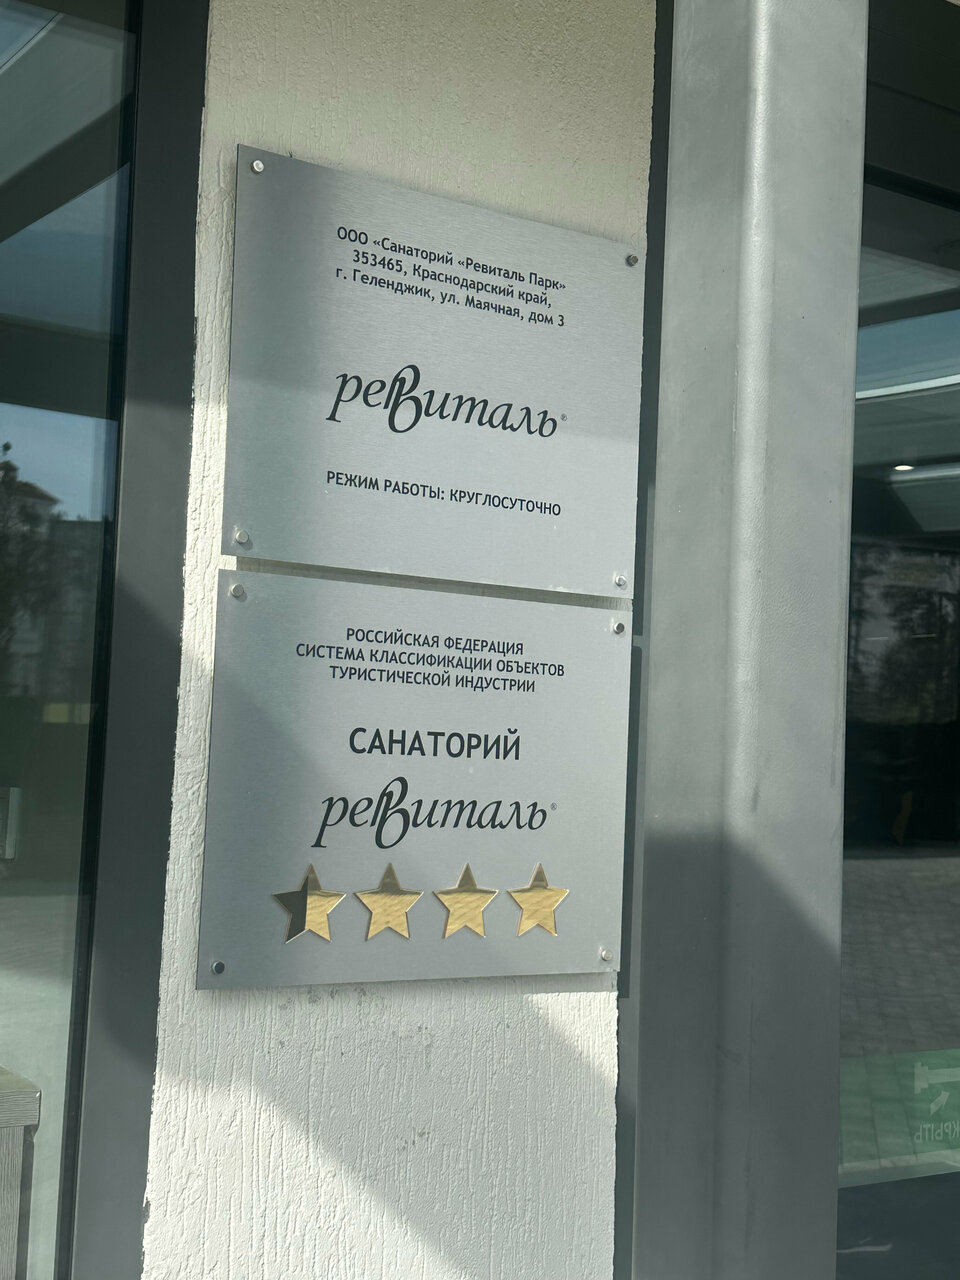 ООО «Санаторий «Ревиталь Парк»
353465, Краснодарский край,
г. Геленджик, ул. Маячная, дом 3
реВиталь®
РЕЖИМ РАБОТЫ: КРУГЛОСУТОЧНО
РОССИЙСКАЯ ФЕДЕРАЦИЯ
СИСТЕМА КЛАССИФИКАЦИИ ОБЪЕКТОВ
ТУРИСТИЧЕСКОЙ ИНДУСТРИИ
САНАТОРИЙ
реВиталь®